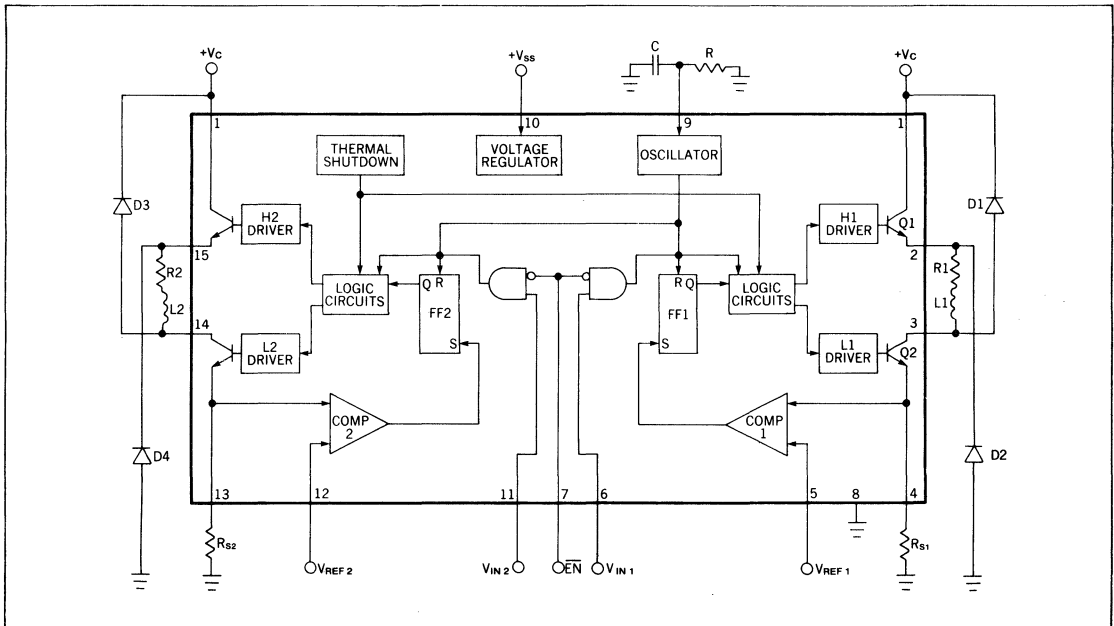 +VC
+VSS
C
R
+VC
1
10
9
1
THERMAL
SHUTDOWN
VOLTAGE
REGULATOR
OSCILLATOR
D3
H2
DRIVER
H1
DRIVER
Q1
D1
15
2
R2
L2
LOGIC
CIRCUITS
Q R
FF2
S
R Q
FF1
S
LOGIC
CIRCUITS
R1
L1
14
3
L2
DRIVER
L1
DRIVER
Q2
COMP
2
COMP
1
D4
D2
13
12
11
7
6
5
8
4
RS2
VREF 2
VIN 2
EN
VIN 1
VREF 1
RS1